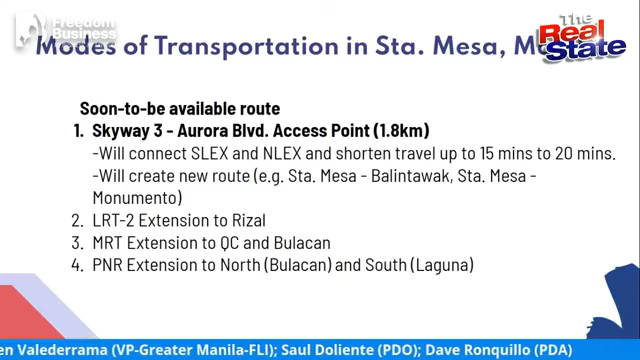 Freedom
Business
The
Real
State
Modes of Transportation in Sta. Mesa,
Soon-to-be available route
1. Skyway 3 - Aurora Blvd. Access Point (1.8km)
-Will connect SLEX and NLEX and shorten travel up to 15 mins to 20 mins.
-Will create new route (e.g. Sta. Mesa - Balintawak, Sta. Mesa -
Monumento)
2. LRT-2 Extension to Rizal
3. MRT Extension to QC and Bulacan
4. PNR Extension to North (Bulacan) and South (Laguna)
en Valederrama (VP-Greater Manila-FLI); Saul Doliente (PDO); Dave Ronquillo (PDA)